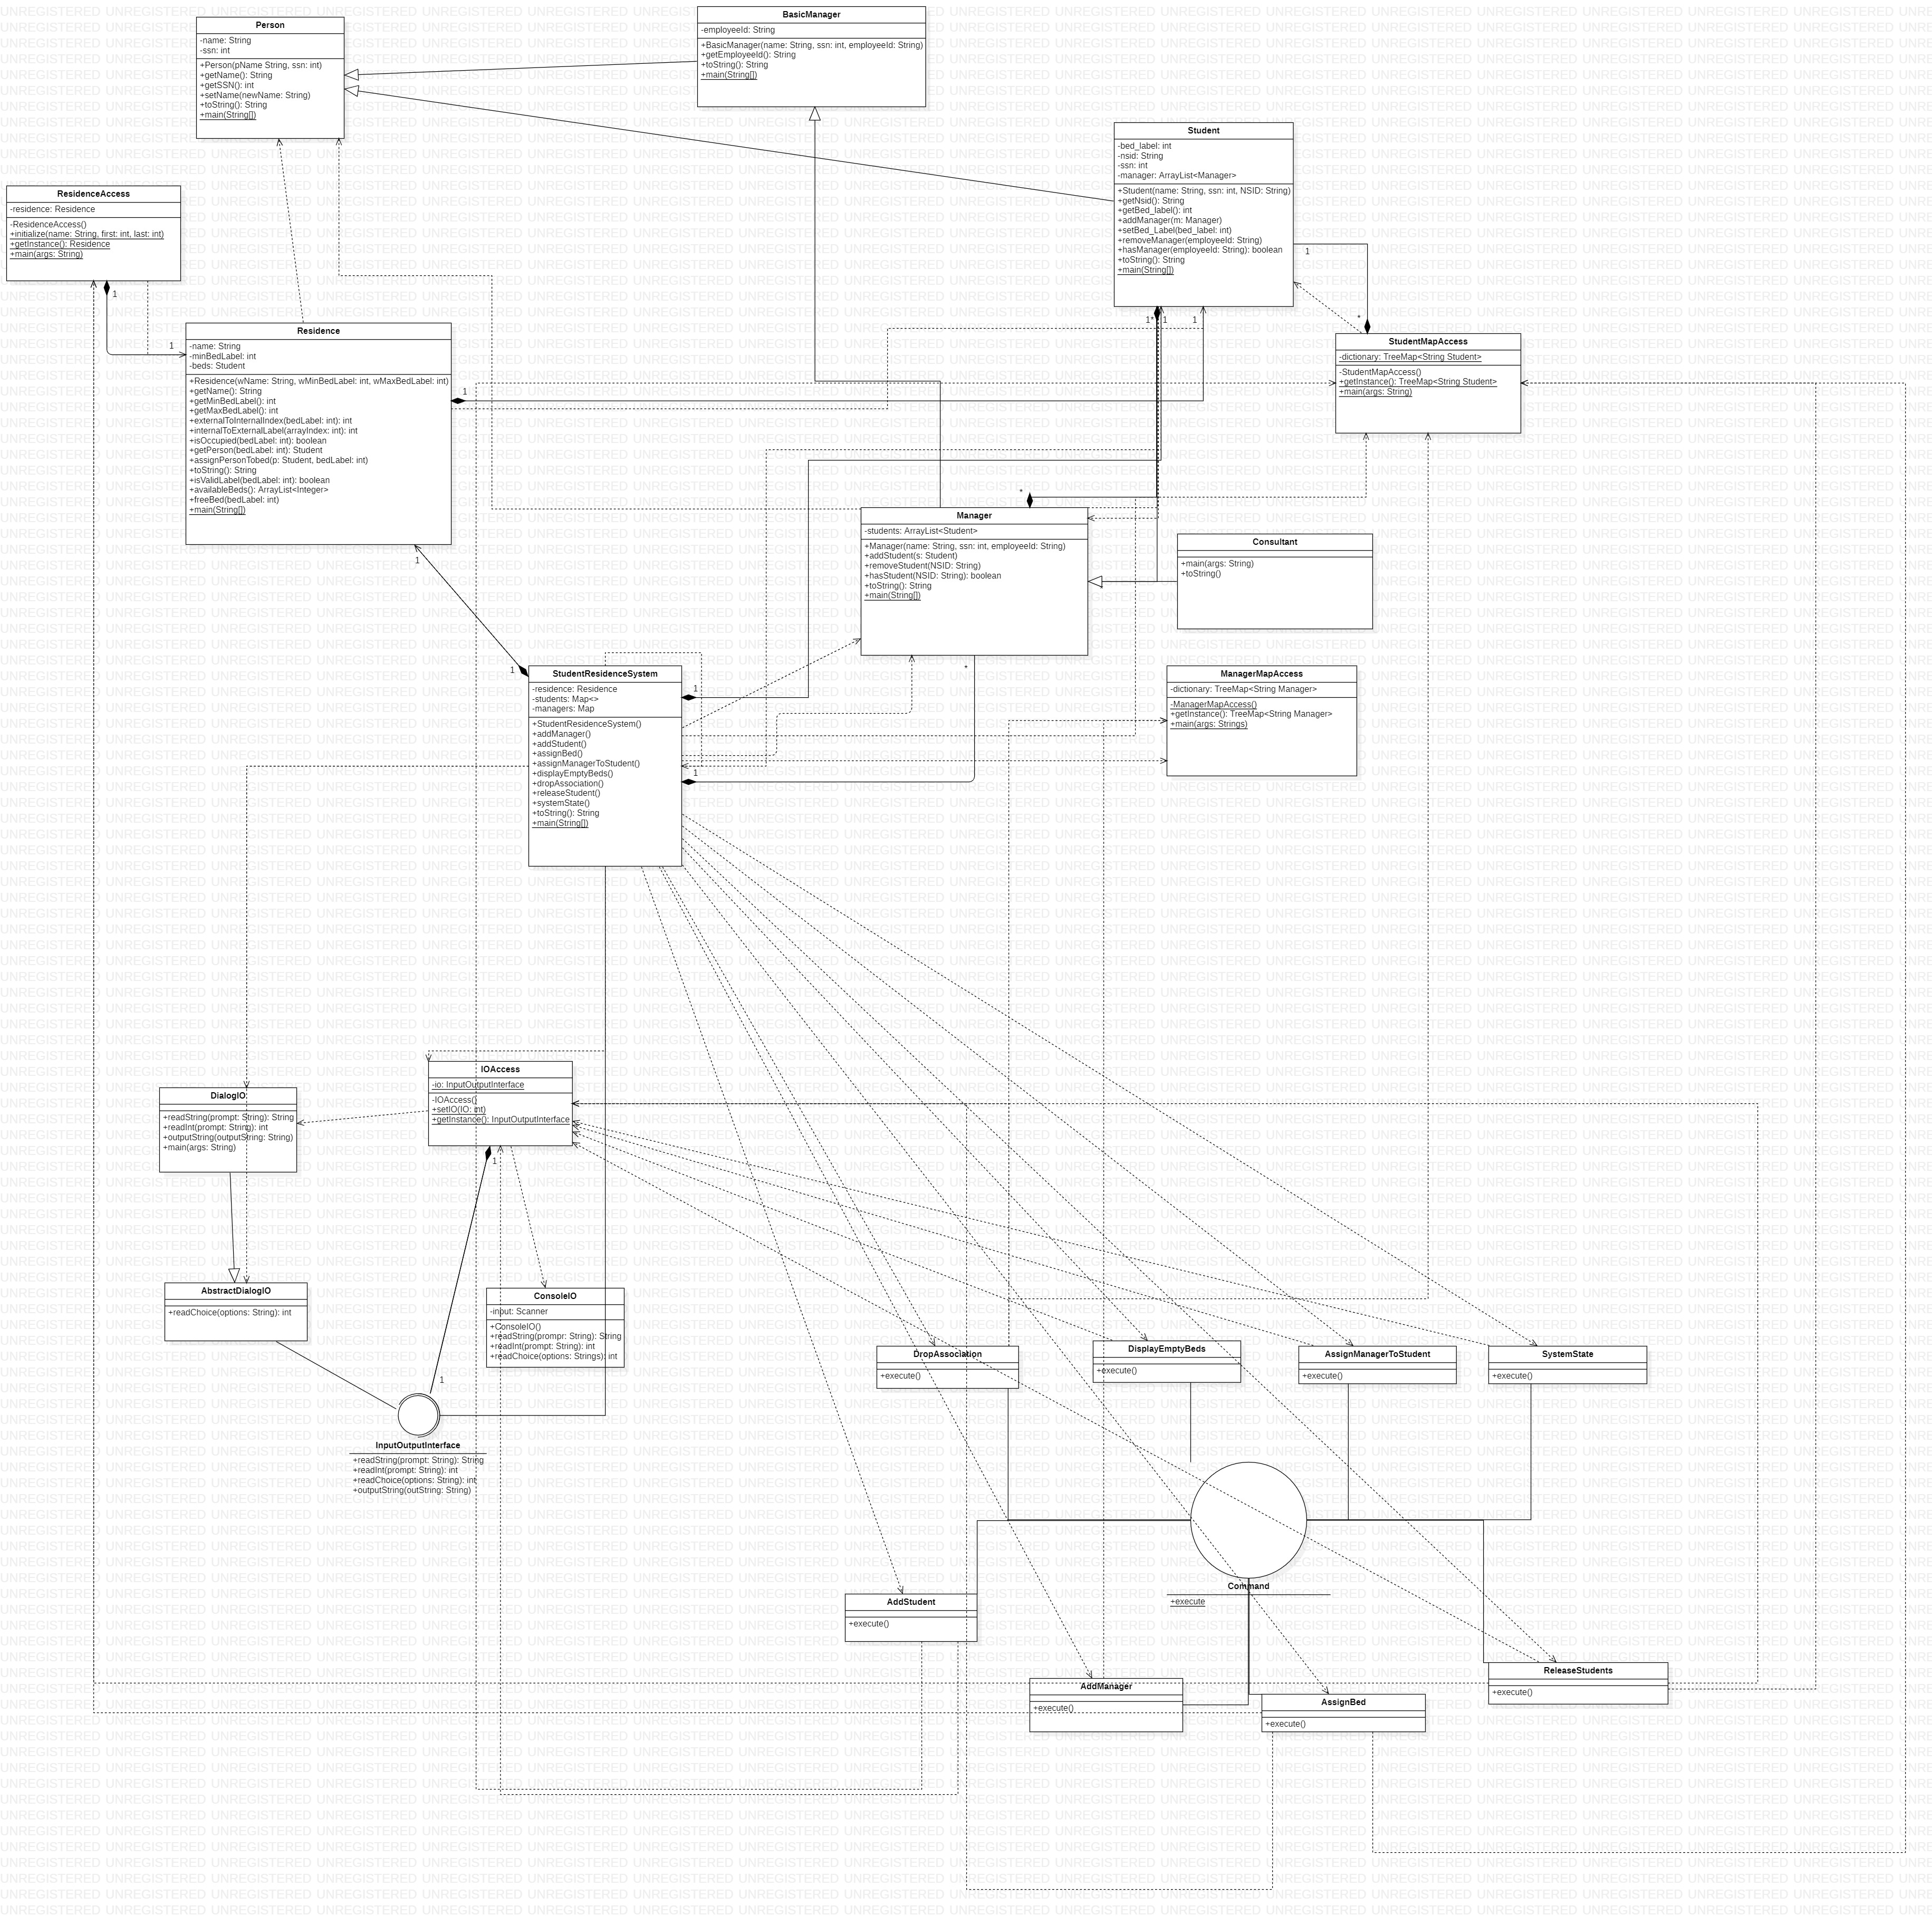 Person
-name: String
-ssn: int
+Person(pName String, ssn: int)
+getName(): String
+getSSN(): int
+setName(newName: String)
+toString(): String
+main(String[])
BasicManager
-employeeId: String
+BasicManager(name: String, ssn: int, employeeId: String)
+getEmployeeId(): String
+toString(): String
+main(String[])
Student
-bed_label: int
-nsid: String
-ssn: int
-manager: ArrayList<Manager>
+Student(name: String, ssn: int, NSID: String)
+getNsid(): String
+getBed_label(): int
+addManager(m: Manager)
+setBed_Label(bed_label: int)
+removeManager(employeeId: String)
+hasManager(employeeId: String): boolean
+toString(): String
+main(String[])
ResidenceAccess
-residence: Residence
-ResidenceAccess()
+initialize(name: String, first: int, last: int)
+getInstance(): Residence
+main(args: String)
1
1
1
1*
1
1
*
Residence
-name: String
-minBedLabel: int
-beds: Student
+Residence(wName: String, wMinBedLabel: int, wMaxBedLabel: int)
+getName(): String
+getMinBedLabel(): int
+getMaxBedLabel(): int
+externalToInternalIndex(bedLabel: int): int
+internalToExternalLabel(arrayIndex: int): int
+isOccupied(bedLabel: int): boolean
+getPerson(bedLabel: int): Student
+assignPersonTobed(p: Student, bedLabel: int)
+toString(): String
+isValidLabel(bedLabel: int): boolean
+availableBeds(): ArrayList<Integer>
+freeBed(bedLabel: int)
+main(String[])
1
StudentMapAccess
-dictionary: TreeMap<String Student>
-StudentMapAccess()
+getInstance(): TreeMap<String Student>
+main(args: String)
*
Manager
-students: ArrayList<Student>
+Manager(name: String, ssn: int, employeeId: String)
+addStudent(s: Student)
+removeStudent(NSID: String)
+hasStudent(NSID: String): boolean
+toString(): String
+main(String[])
*
Consultant
+main(args: String)
+toString()
1
1
StudentResidenceSystem
-residence: Residence
-students: Map<>
-managers: Map
+StudentResidenceSystem()
+addManager()
+addStudent()
+assignBed()
+assignManagerToStudent()
+displayEmptyBeds()
+dropAssociation()
+releaseStudent()
+systemState()
+toString(): String
+main(String[])
1
1
ManagerMapAccess
-dictionary: TreeMap<String Manager>
-ManagerMapAccess()
+getInstance(): TreeMap<String Manager>
+main(args: Strings)
IOAccess
-io: InputOutputInterface
-IOAccess()
+setIO(IO: int)
+getInstance(): InputOutputInterface
1
DialogIO
+readString(prompt: String): String
+readInt(prompt: String): int
+outputString(outputString: String)
+main(args: String)
AbstractDialogIO
+readChoice(options: String): int
ConsoleIO
-input: Scanner
+ConsoleIO()
+readString(prompr: String): String
+readInt(prompt: String): int
+readChoice(options: Strings): int
1
InputOutputInterface
+readString(prompt: String): String
+readInt(prompt: String): int
+readChoice(options: String): int
+outputString(outString: String)
DropAssociation
+execute()
DisplayEmptyBeds
+execute()
AssignManagerToStudent
+execute()
SystemState
+execute()
Command
+execute
AddStudent
+execute()
AddManager
+execute()
AssignBed
+execute()
ReleaseStudents
+execute()